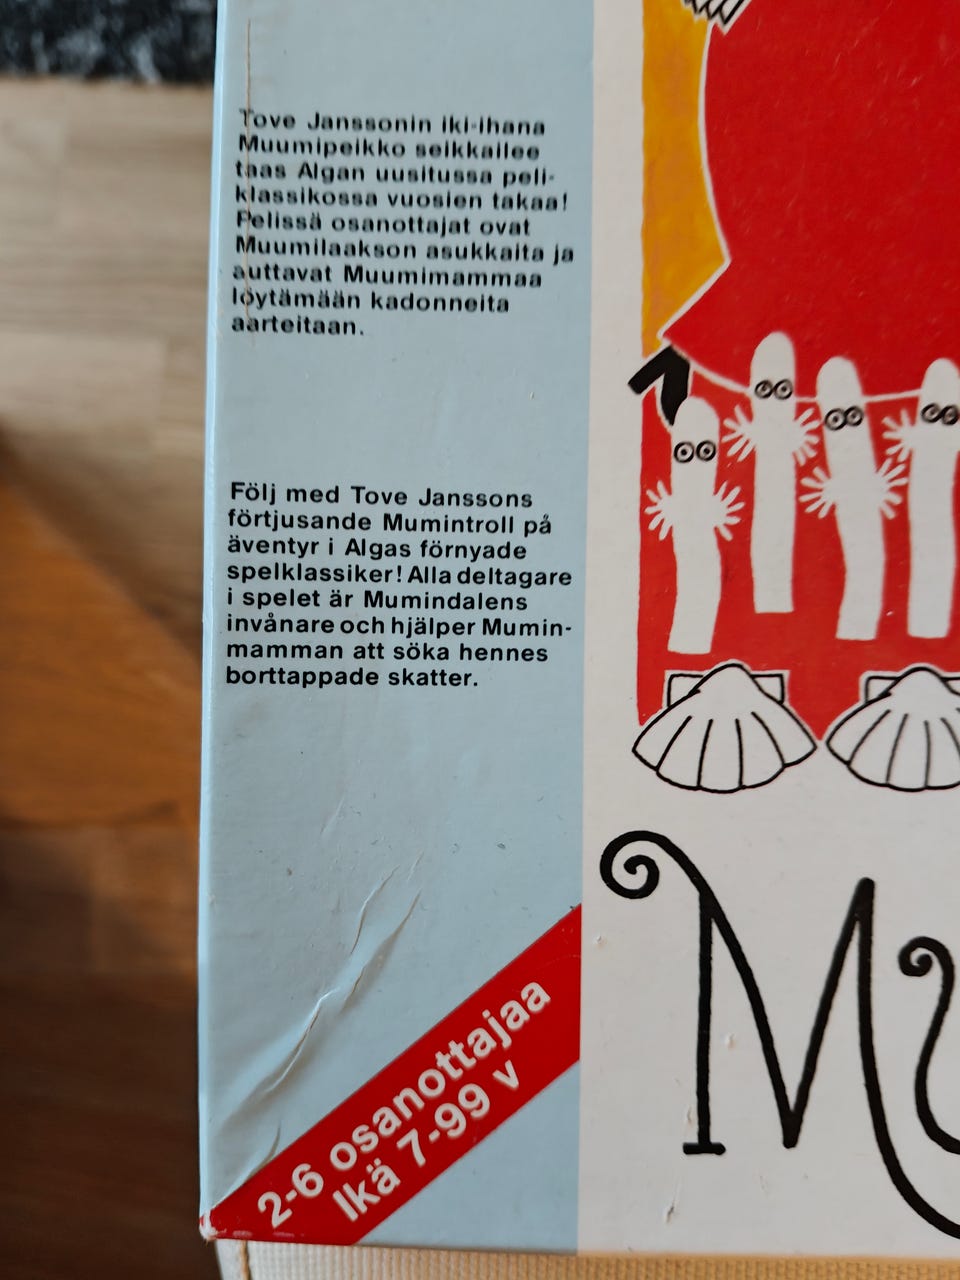 Tove Janssonin iki-ihana
Muumipeikko seikkailee
taas Algan uusitussa peli-
klassikossa vuosien takaa!
Pelissä osanottajat ovat
Muumilaakson asukkaita ja
auttavat Muumimammaa
löytämään kadonneita
aarteitaan.
Följ med Tove Janssons
förtjusande Mumintroll på
äventyr i Algas förnyade
spelklassiker! Alla deltagare
i spelet är Mumindalens
invånare och hjälper Mumin-
mamman att söka hennes
borttappade skatter.
2-6 osanottajaa
Ikä 7-99 v
Mu